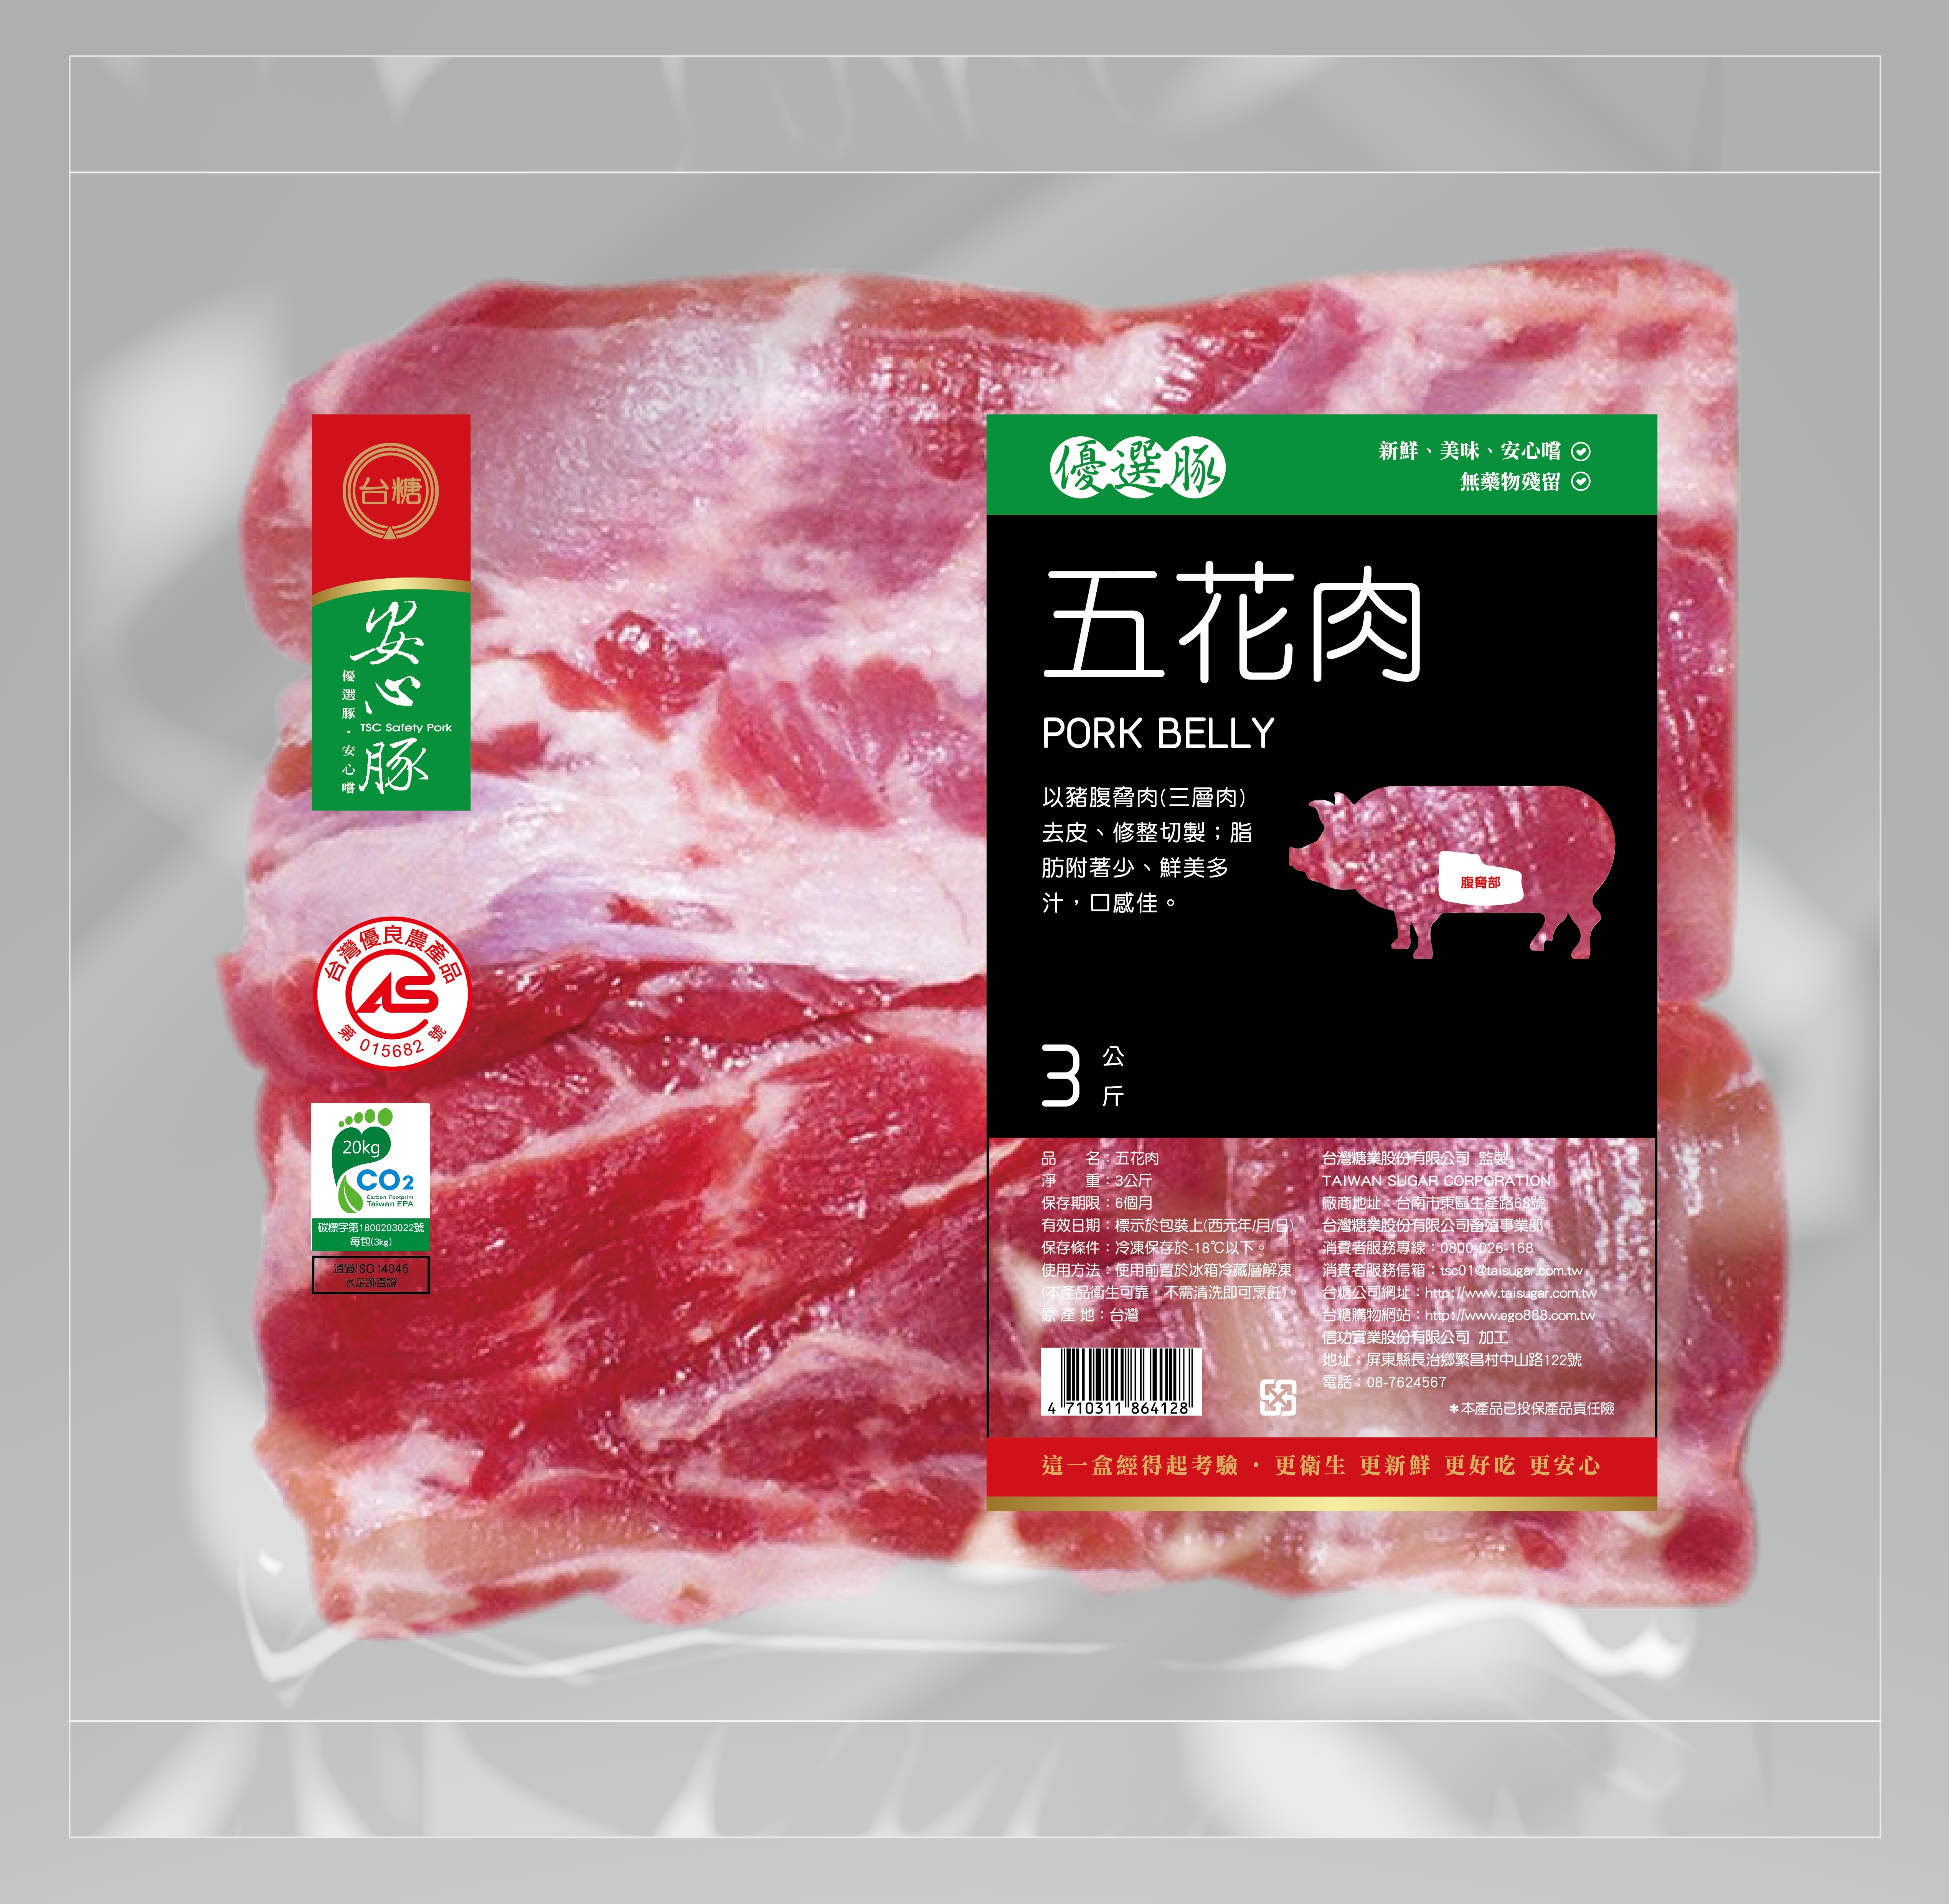 台糖
安心豚
TSC Safety Pork
優選豚・安心嚐
台灣優良農產品
CAS
第 015682 號
20kg
CO2
Carbon Footprint
Taiwan EPA
碳標字第1800203022號
每包(3kg)
通過ISO 14046
水足跡查證
優選豚
新鮮、美味、安心嚐
無藥物殘留
五花肉
PORK BELLY
以豬腹脅肉(三層肉)
去皮、修整切製；脂
肪附著少、鮮美多
汁，口感佳。
腹脅部
3公斤
品 名：五花肉
淨 重：3公斤
保存期限：6個月
有效日期：標示於包裝上(西元年/月/日)
保存條件：冷凍保存於-18℃以下。
使用方法：使用前置於冰箱冷藏層解凍
(本產品衛生可靠，不需清洗即可烹飪)。
原 產 地：台灣
4 710311 864128
台灣糖業股份有限公司 監製
TAIWAN SUGAR CORPORATION
廠商地址：台南市東區生產路68號
台灣糖業股份有限公司畜殖事業部
消費者服務專線：0800-026-168
消費者服務信箱：tsc01@taisugar.com.tw
台糖公司網址：http://www.taisugar.com.tw
台糖購物網站：http://www.ego888.com.tw
信功實業股份有限公司 加工
地址：屏東縣長治鄉繁昌村中山路122號
電話：08-7624567
＊本產品已投保產品責任險
這一盒經得起考驗・更衛生 更新鮮 更好吃 更安心